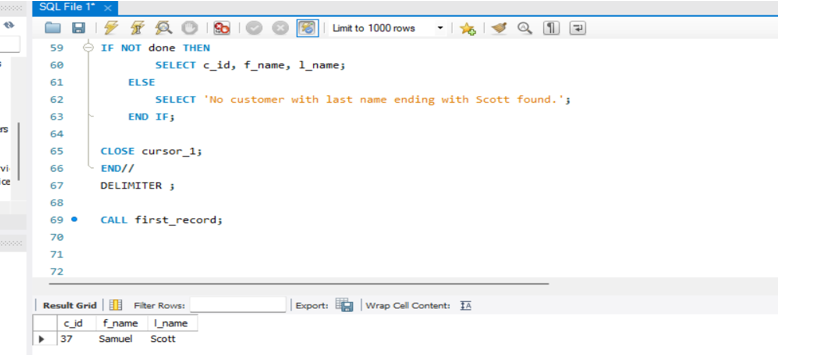 SQL File 1*
Limit to 1000 rows
59 IF NOT done THEN
60 SELECT c_id, f_name, l_name;
61 ELSE
62 SELECT 'No customer with last name ending with Scott found.';
63 END IF;
64
65 CLOSE cursor_1;
66 END//
67 DELIMITER ;
68
69 CALL first_record;
70
71
72
Result Grid Filter Rows: Export: Wrap Cell Content:
c_id f_name l_name
37 Samuel Scott